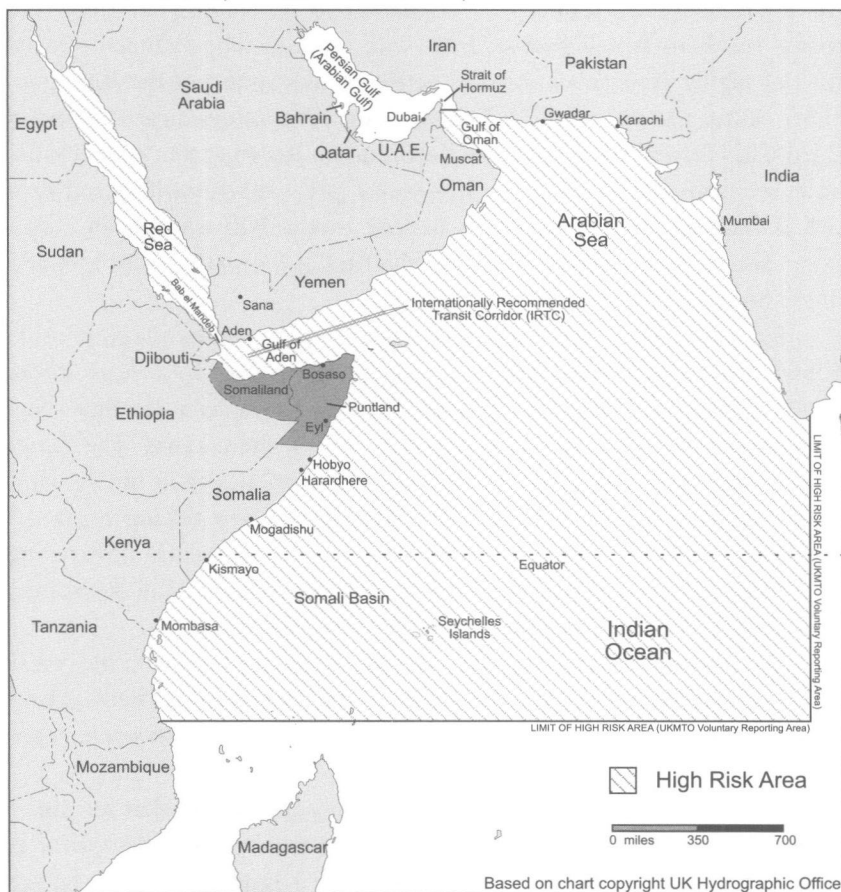 Iran
Pakistan
Persian Gulf
(Arabian Gulf)
Strait of
Hormuz
Saudi
Arabia
Egypt
Bahrain
Dubai
Gulf of
Oman
Gwadar
Karachi
Qatar
U.A.E.
Muscat
Oman
India
Red
Sea
Arabian
Sea
Mumbai
Sudan
Yemen
Bab el Mandeb
Sana
Internationally Recommended
Transit Corridor (IRTC)
Aden
Gulf of
Aden
Djibouti
Bosaso
Somaliland
Puntland
Ethiopia
Eyl
Hobyo
Harardhere
Somalia
Mogadishu
Kenya
Kismayo
Equator
Somali Basin
Tanzania
Mombasa
Seychelles
Islands
Indian
Ocean
LIMIT OF HIGH RISK AREA (UKMTO Voluntary Reporting Area)
LIMIT OF HIGH RISK AREA (UKMTO Voluntary Reporting Area)
Mozambique
High Risk Area
0 miles 350 700
Madagascar
Based on chart copyright UK Hydrographic Office